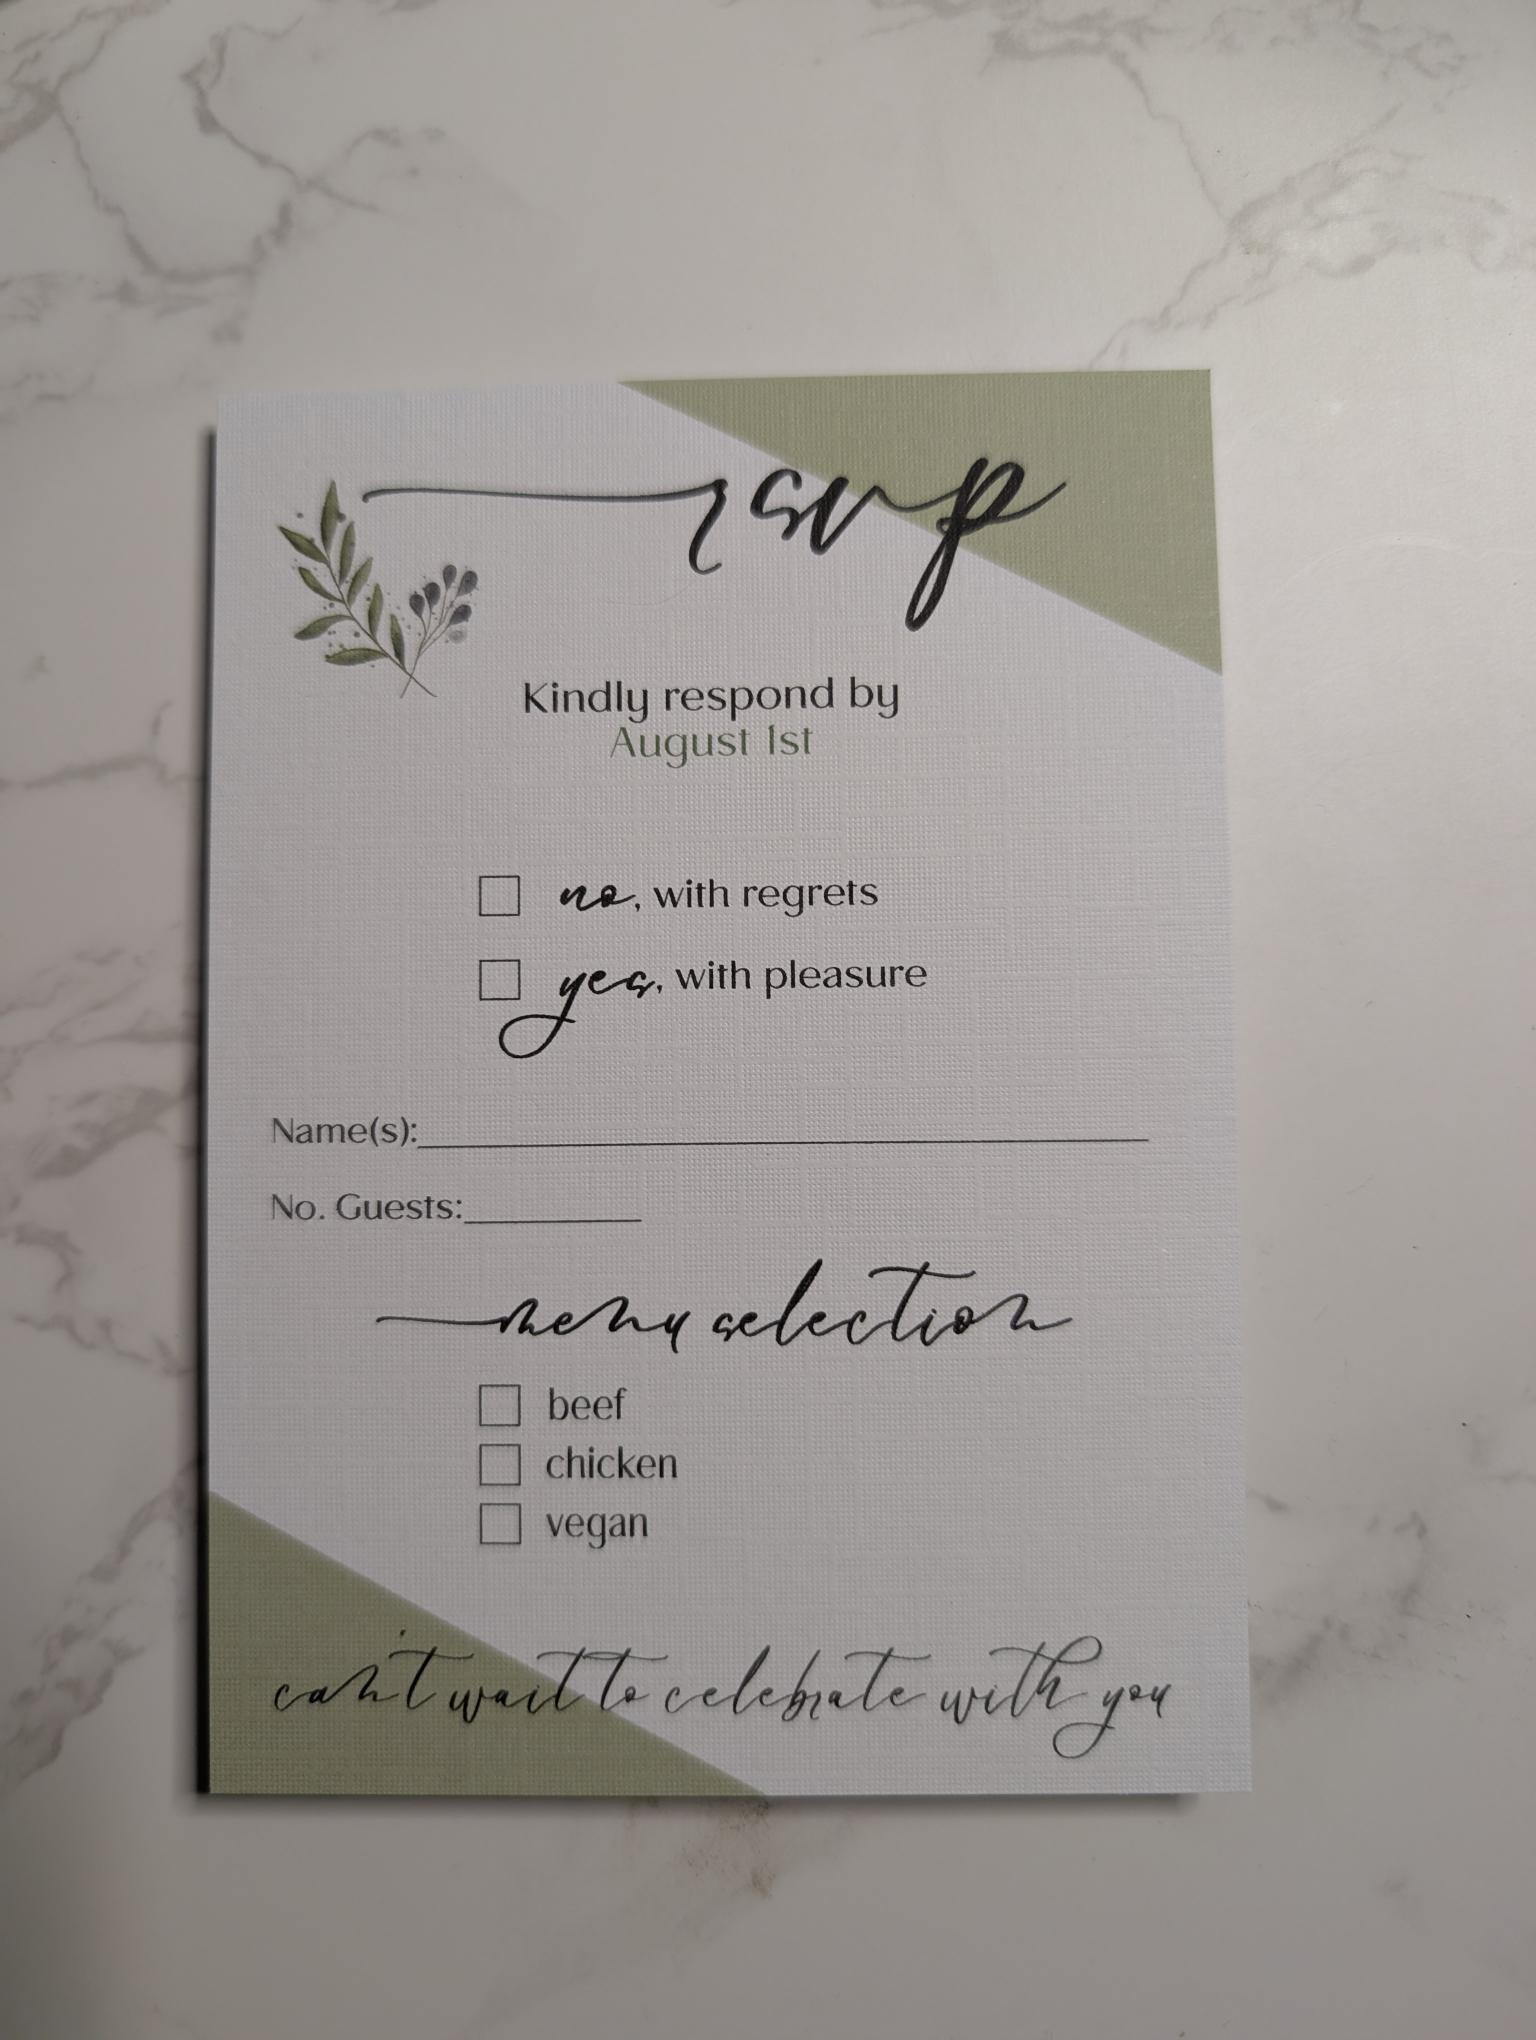 rsvp
Kindly respond by
August 1st
no, with regrets
yes, with pleasure
Name(s):
No. Guests:
menu selection
beef
chicken
vegan
can't wait to celebrate with you